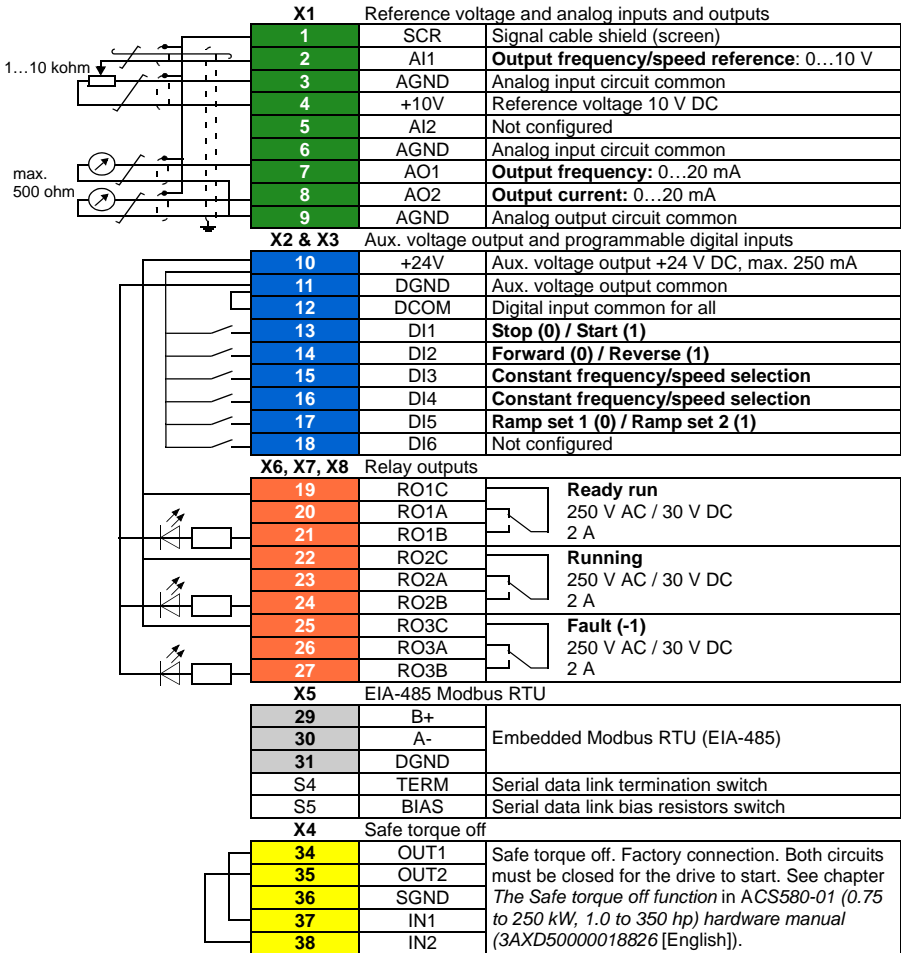 X1 Reference voltage and analog inputs and outputs
1 SCR Signal cable shield (screen)
2 AI1 Output frequency/speed reference: 0…10 V
1…10 kohm
3 AGND Analog input circuit common
4 +10V Reference voltage 10 V DC
5 AI2 Not configured
6 AGND Analog input circuit common
max.
500 ohm
7 AO1 Output frequency: 0…20 mA
8 AO2 Output current: 0…20 mA
9 AGND Analog output circuit common
X2 & X3 Aux. voltage output and programmable digital inputs
10 +24V Aux. voltage output +24 V DC, max. 250 mA
11 DGND Aux. voltage output common
12 DCOM Digital input common for all
13 DI1 Stop (0) / Start (1)
14 DI2 Forward (0) / Reverse (1)
15 DI3 Constant frequency/speed selection
16 DI4 Constant frequency/speed selection
17 DI5 Ramp set 1 (0) / Ramp set 2 (1)
18 DI6 Not configured
X6, X7, X8 Relay outputs
19 RO1C Ready run
20 RO1A 250 V AC / 30 V DC
21 RO1B 2 A
22 RO2C Running
23 RO2A 250 V AC / 30 V DC
24 RO2B 2 A
25 RO3C Fault (-1)
26 RO3A 250 V AC / 30 V DC
27 RO3B 2 A
X5 EIA-485 Modbus RTU
29 B+
30 A- Embedded Modbus RTU (EIA-485)
31 DGND
S4 TERM Serial data link termination switch
S5 BIAS Serial data link bias resistors switch
X4 Safe torque off
34 OUT1 Safe torque off. Factory connection. Both circuits
35 OUT2 must be closed for the drive to start. See chapter
36 SGND The Safe torque off function in ACS580-01 (0.75
37 IN1 to 250 kW, 1.0 to 350 hp) hardware manual
38 IN2 (3AXD50000018826 [English]).